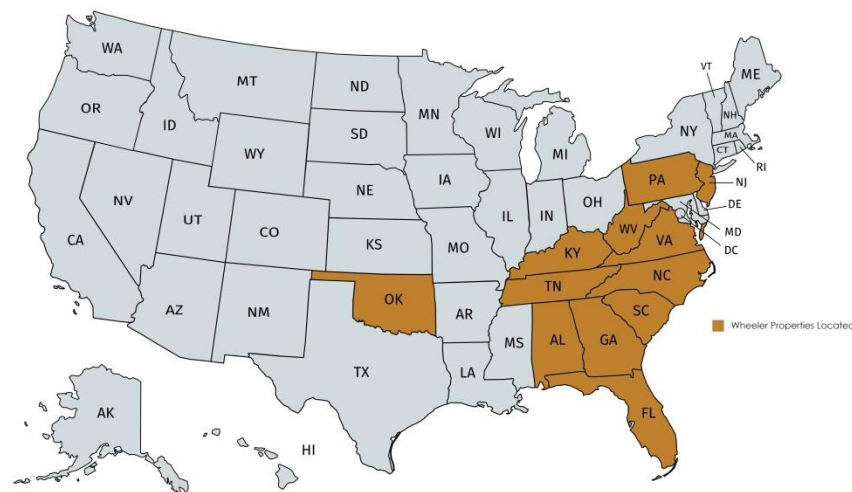 WA
MT
ND
MN
VT
ME
OR
ID
SD
WI
MI
NY
NH
MA
CT
RI
WY
NE
IA
PA
NJ
NV
UT
CO
IL
IN
OH
DE
MD
DC
CA
KS
MO
WV
VA
KY
NC
AZ
NM
OK
AR
TN
SC
MS
AL
GA
Wheeler Properties Located
TX
LA
FL
AK
HI